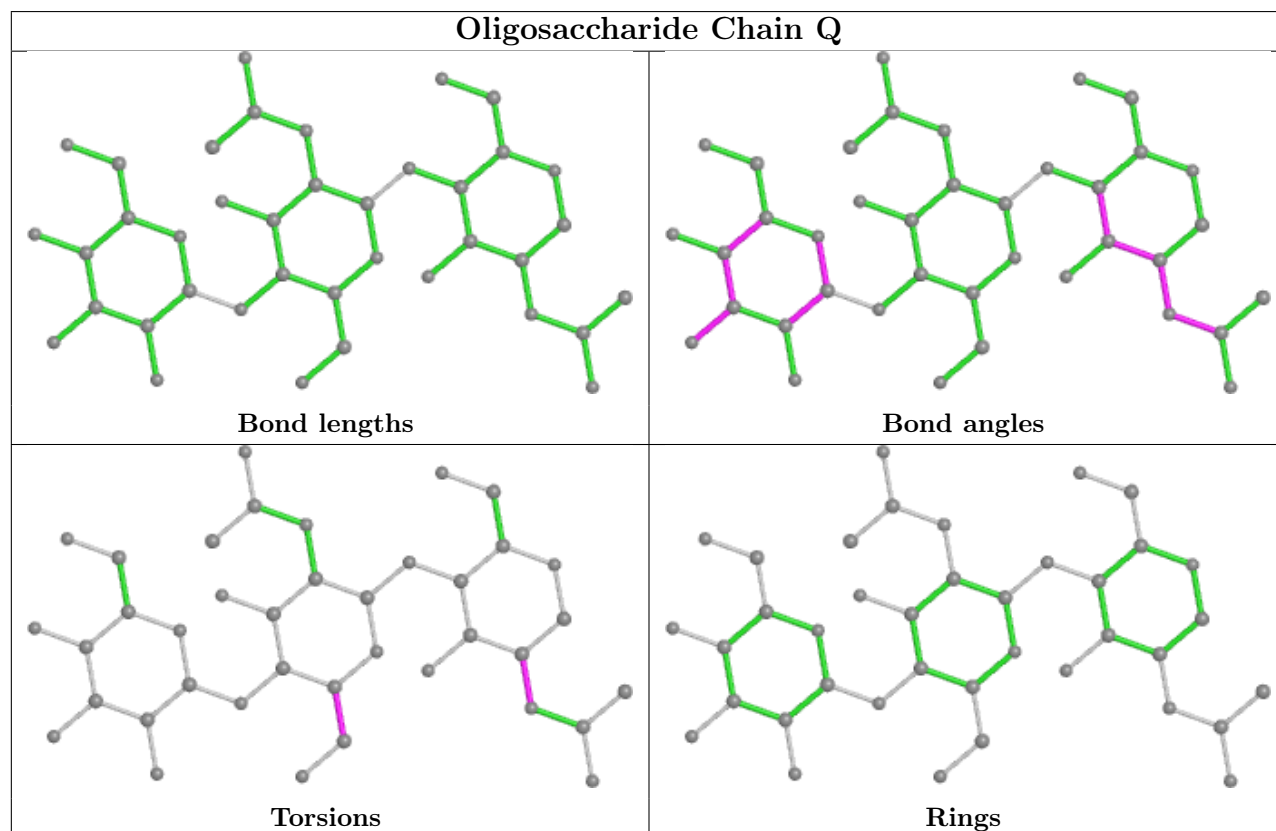 Oligosaccharide Chain Q
Bond lengths
Bond angles
Torsions
Rings